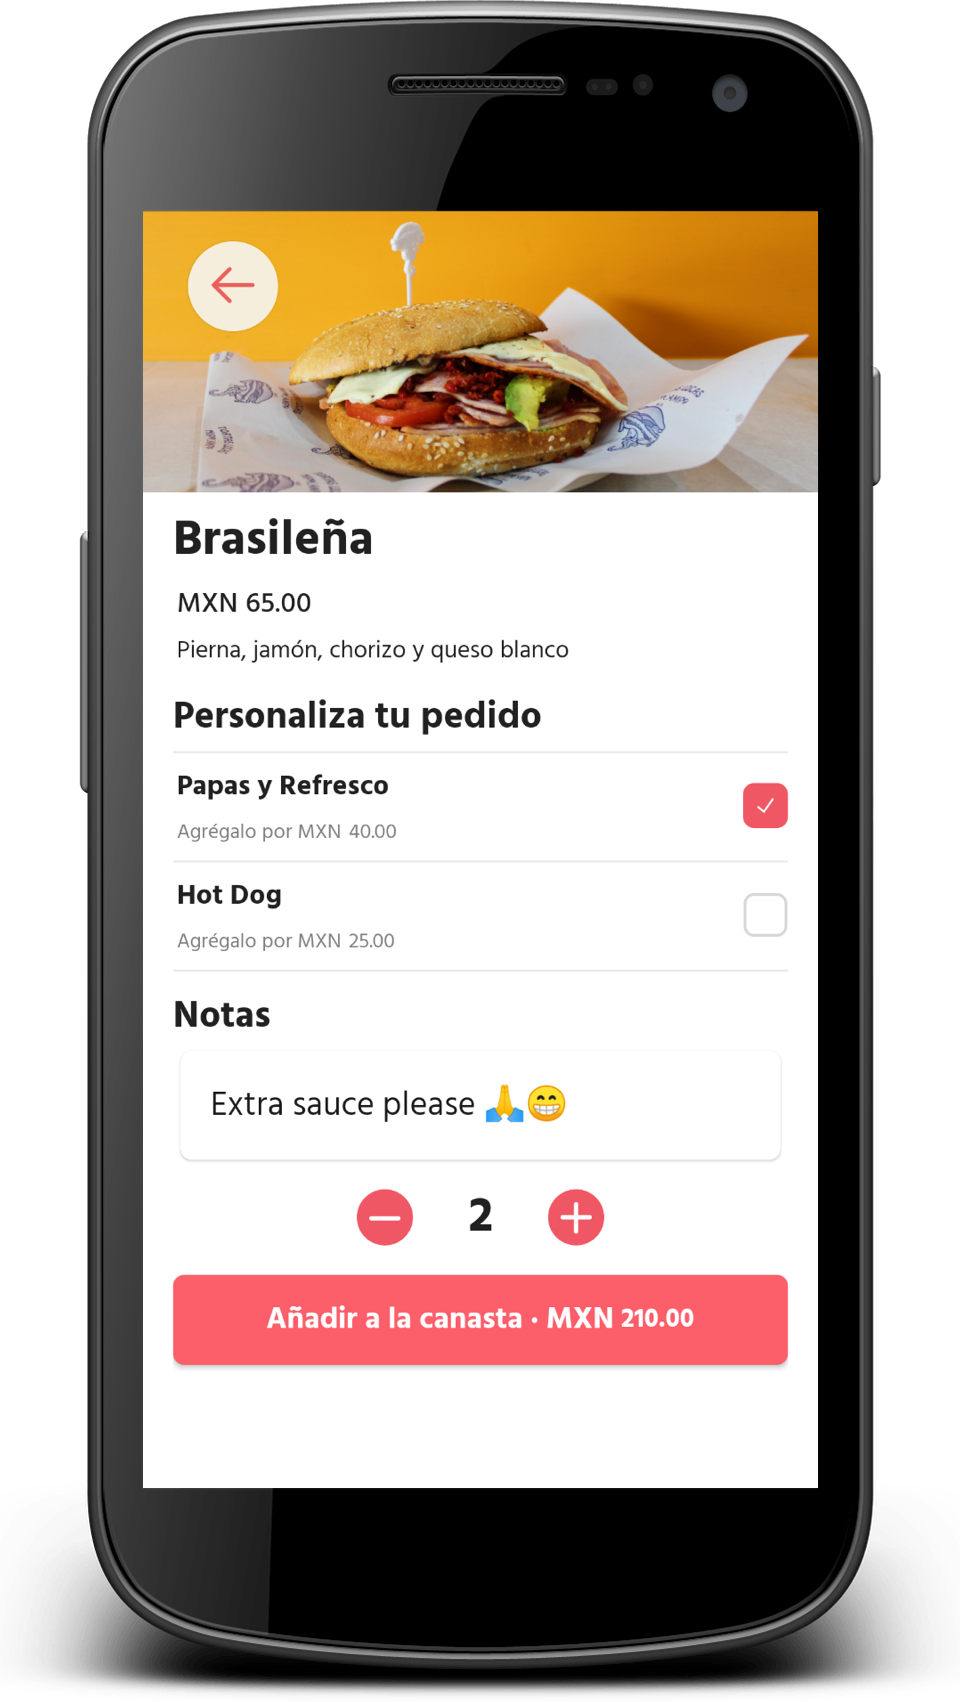 Brasileña
MXN 65.00
Pierna, jamón, chorizo y queso blanco
Personaliza tu pedido
Papas y Refresco
Agrégalo por MXN 40.00
Hot Dog
Agrégalo por MXN 25.00
Notas
Extra sauce please 🙏😁
2
Añadir a la canasta · MXN 210.00